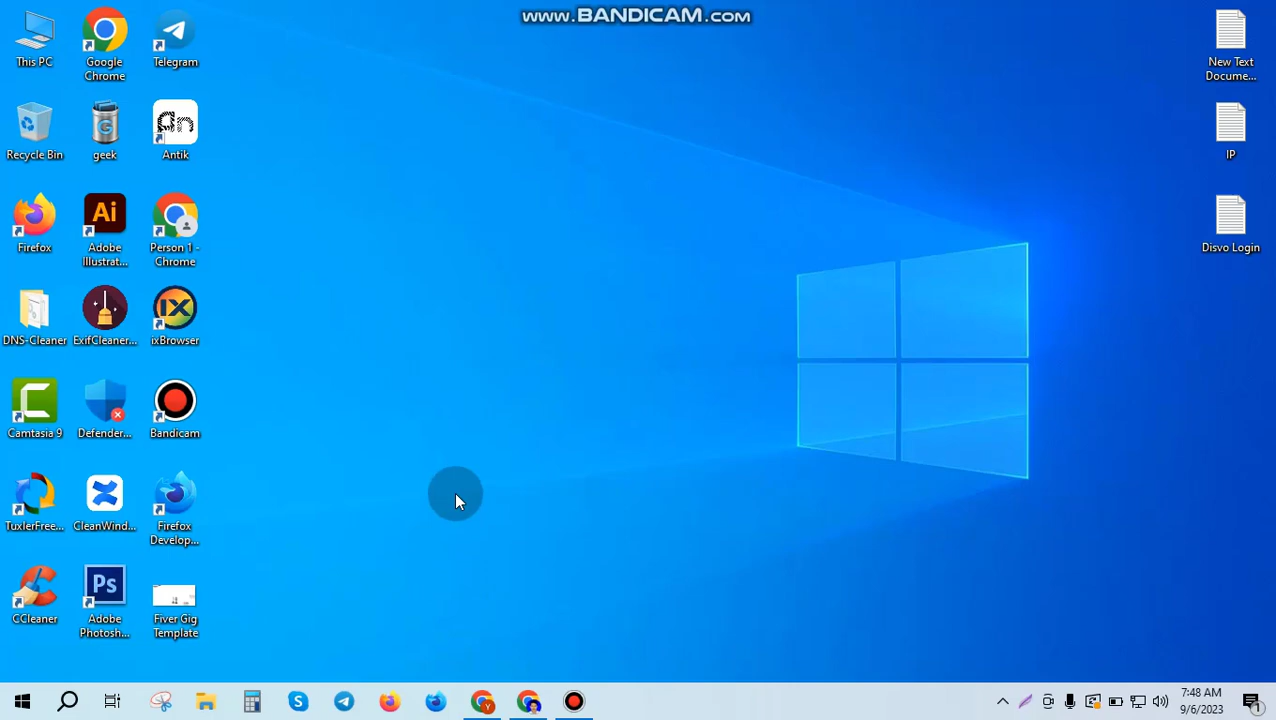 www.BANDICAM.com
This PC
Google
Chrome
Telegram
Recycle Bin
geek
Antik
Firefox
Adobe
Illustrat...
Person 1 -
Chrome
DNS-Cleaner
ExifCleaner...
ixBrowser
Camtasia 9
Defender...
Bandicam
TuxlerFree...
CleanWind...
Firefox
Develop...
CCleaner
Adobe
Photosh...
Fiver Gig
Template
New Text
Docume...
IP
Disvo Login
7:48 AM
9/6/2023